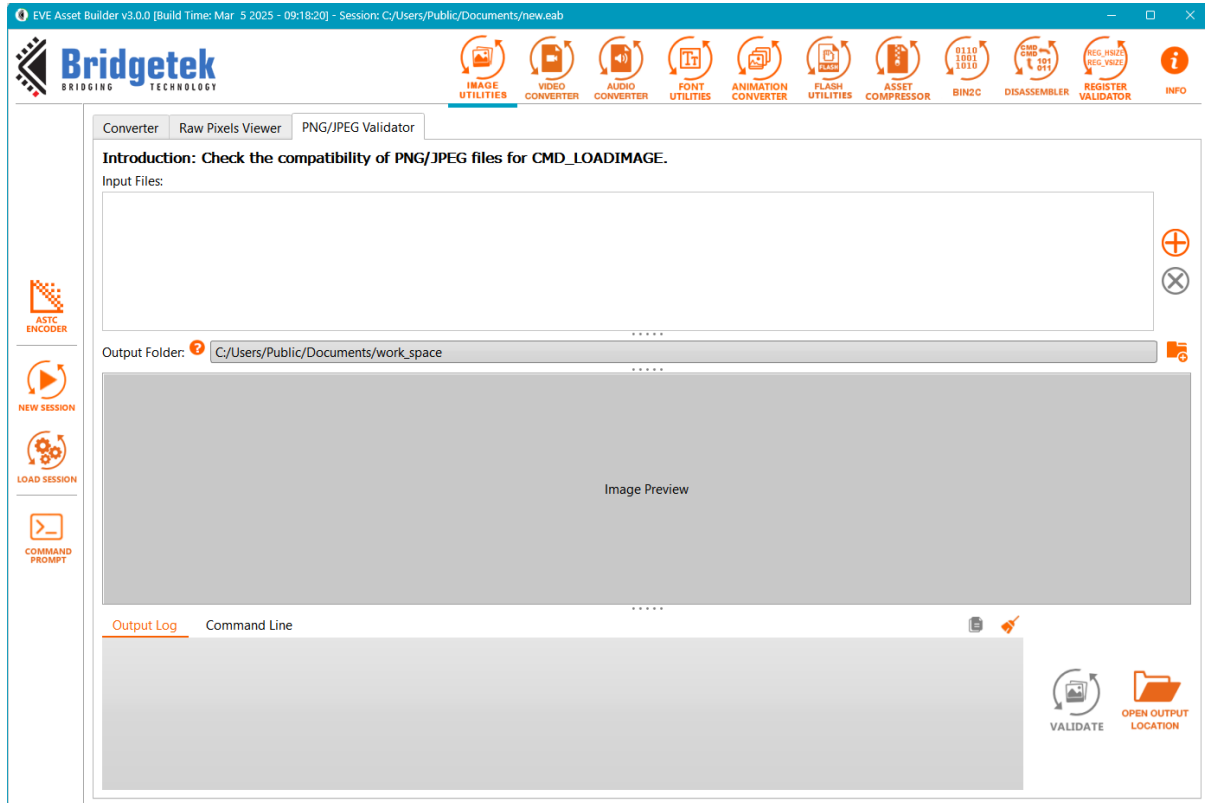 EVE Asset Builder v3.0.0 [Build Time: Mar  5 2025 - 09:18:20] - Session: C:/Users/Public/Documents/new.eab
Bridgetek
BRIDGING TECHNOLOGY
IMAGE UTILITIES
VIDEO CONVERTER
AUDIO CONVERTER
FONT UTILITIES
ANIMATION CONVERTER
FLASH
FLASH UTILITIES
ASSET COMPRESSOR
0110
1001
1010
BIN2C
CMD
CMD
101
011
DISASSEMBLER
REG_HSIZE
REG_VSIZE
REGISTER VALIDATOR
INFO
Converter
Raw Pixels Viewer
PNG/JPEG Validator
Introduction: Check the compatibility of PNG/JPEG files for CMD_LOADIMAGE.
Input Files:
ASTC ENCODER
Output Folder:
?
C:/Users/Public/Documents/work_space
NEW SESSION
LOAD SESSION
Image Preview
COMMAND PROMPT
Output Log
Command Line
VALIDATE
OPEN OUTPUT LOCATION